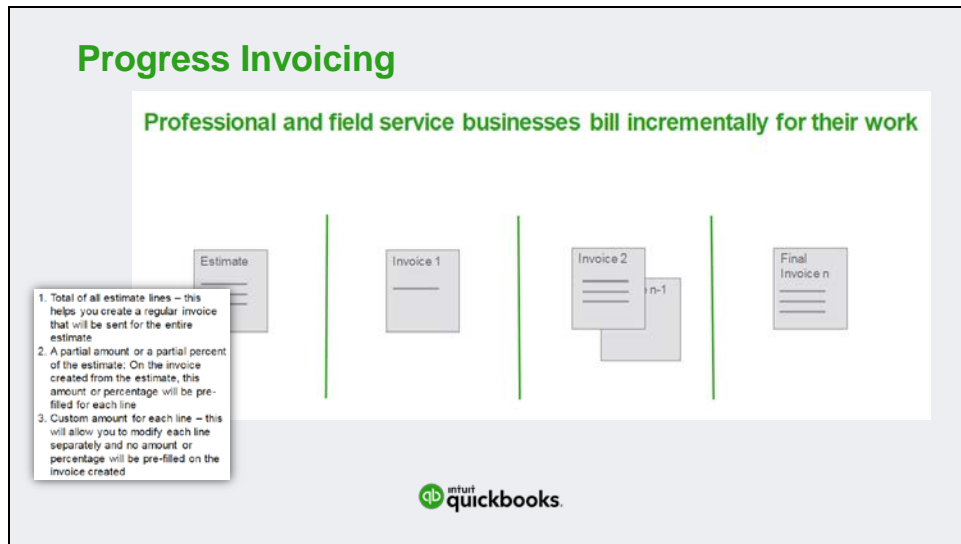 Progress Invoicing
Professional and field service businesses bill incrementally for their work
Estimate
Invoice 1
Invoice 2
n-1
Final
Invoice n
1. Total of all estimate lines – this
helps you create a regular invoice
that will be sent for the entire
estimate
2. A partial amount or a partial percent
of the estimate: On the invoice
created from the estimate, this
amount or percentage will be pre-
filled for each line
3. Custom amount for each line – this
will allow you to modify each line
separately and no amount or
percentage will be pre-filled on the
invoice created
qb intuit
quickbooks.